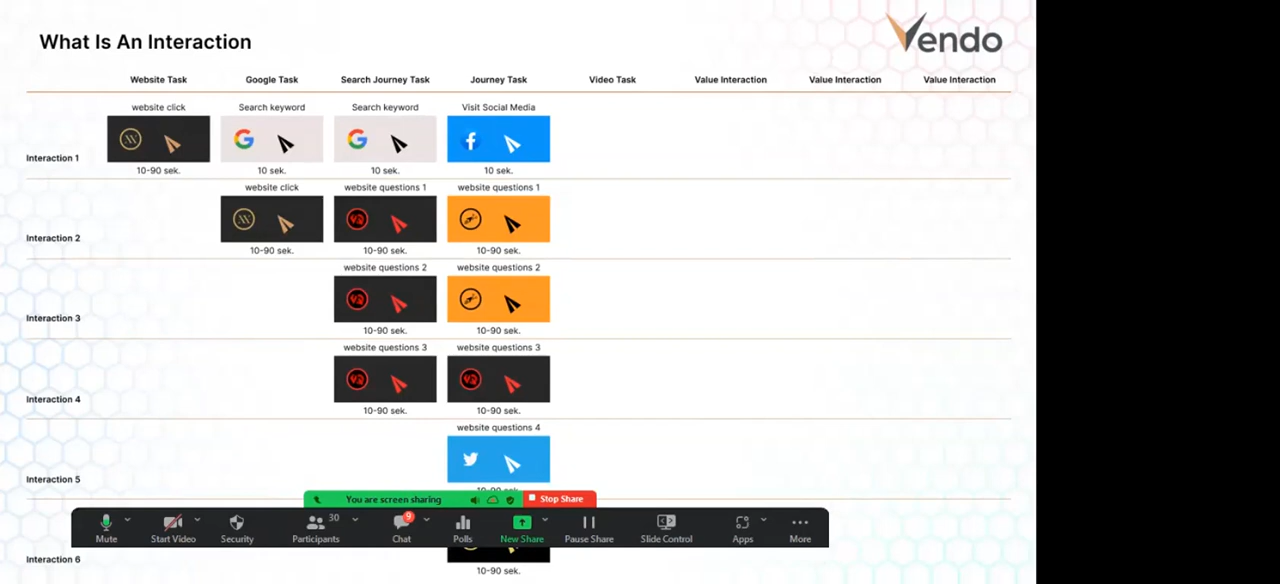 What Is An Interaction
Vendo
Website Task Google Task Search Journey Task Journey Task Video Task Value Interaction Value Interaction Value Interaction
website click Search keyword Search keyword Visit Social Media
Interaction 1
10-90 sek. 10 sek. 10 sek. 10 sek.
website click website questions 1 website questions 1
Interaction 2
10-90 sek. 10-90 sek. 10-90 sek.
website questions 2 website questions 2
Interaction 3
10-90 sek. 10-90 sek.
website questions 3 website questions 3
Interaction 4
10-90 sek. 10-90 sek.
website questions 4
Interaction 5
You are screen sharing Stop Share
30 9
Mute Start Video Security Participants Chat Polls New Share Pause Share Slide Control Apps More
Interaction 6
10-90 sek.